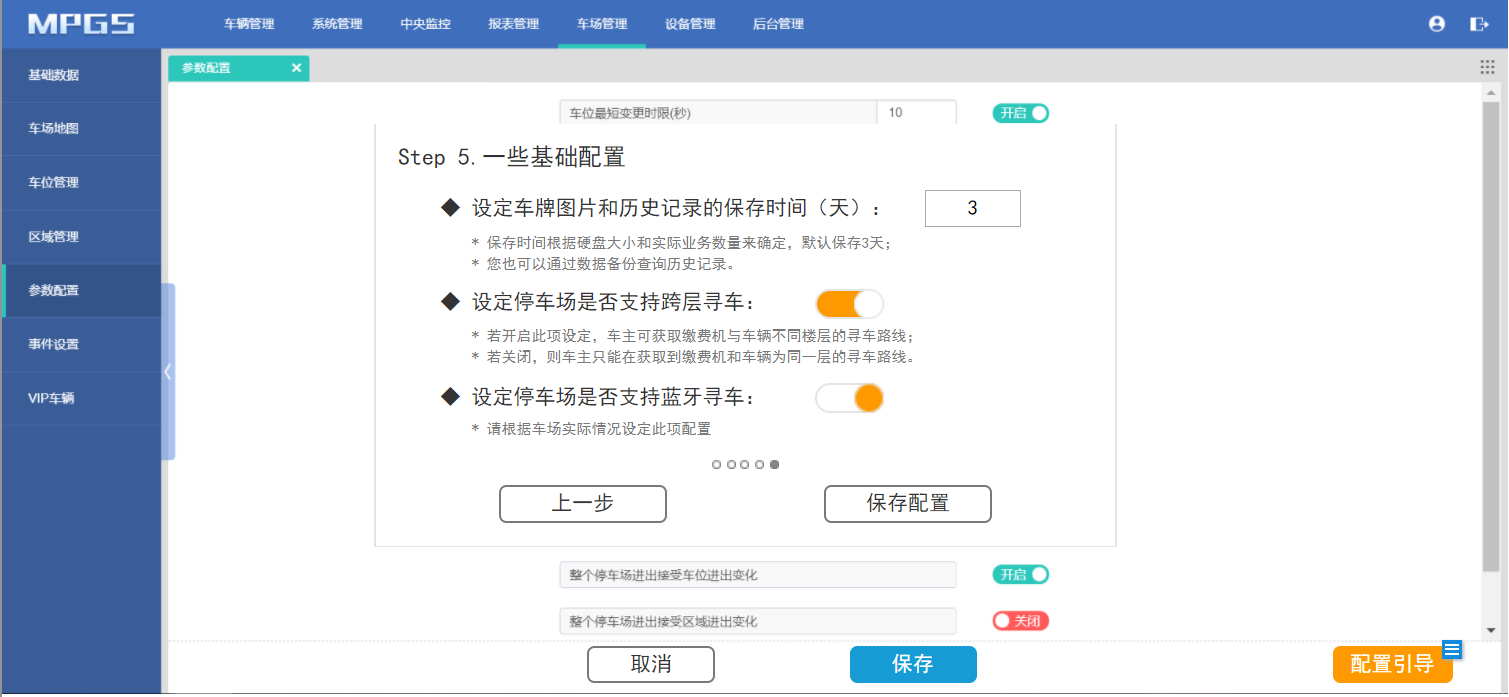 MPGS
车辆管理 系统管理 中央监控 报表管理 车场管理 设备管理 后台管理
基础数据
车场地图
车位管理
区域管理
参数配置
事件设置
VIP车辆
参数配置 ×
车位最短变更时限(秒) 10 开启
Step 5.一些基础配置
◆ 设定车牌图片和历史记录的保存时间（天）： 3
* 保存时间根据硬盘大小和实际业务数量来确定，默认保存3天；
* 您也可以通过数据备份查询历史记录。
◆ 设定停车场是否支持跨层寻车：
* 若开启此项设定，车主可获取缴费机与车辆不同楼层的寻车路线；
* 若关闭，则车主只能在获取到缴费机和车辆为同一层的寻车路线。
◆ 设定停车场是否支持蓝牙寻车：
* 请根据车场实际情况设定此项配置
上一步 保存配置
整个停车场进出接受车位进出变化 开启
整个停车场进出接受区域进出变化 关闭
取消 保存 配置引导